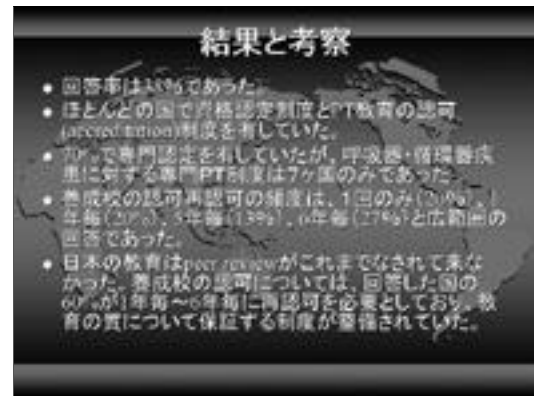 結果と考察
• 回答率は38%であった。
• ほとんどの国で資格認定制度とPT教育の認可
(accreditation)制度を有していた。
• 70%で専門認定を有していたが、呼吸器・循環器疾
患に対する専門PT制度は7ヶ国のみであった。
• 養成校の認可再認可の頻度は、1回のみ(20%)、1
年毎(20%)、5年毎(13%)、6年毎(27%)と広範囲の
回答であった。
• 日本の教育はpeer reviewがこれまでなされて来な
かった。養成校の認可については、回答した国の
60%が1年毎～6年毎に再認可を必要としており、教
育の質について保証する制度が整備されていた。